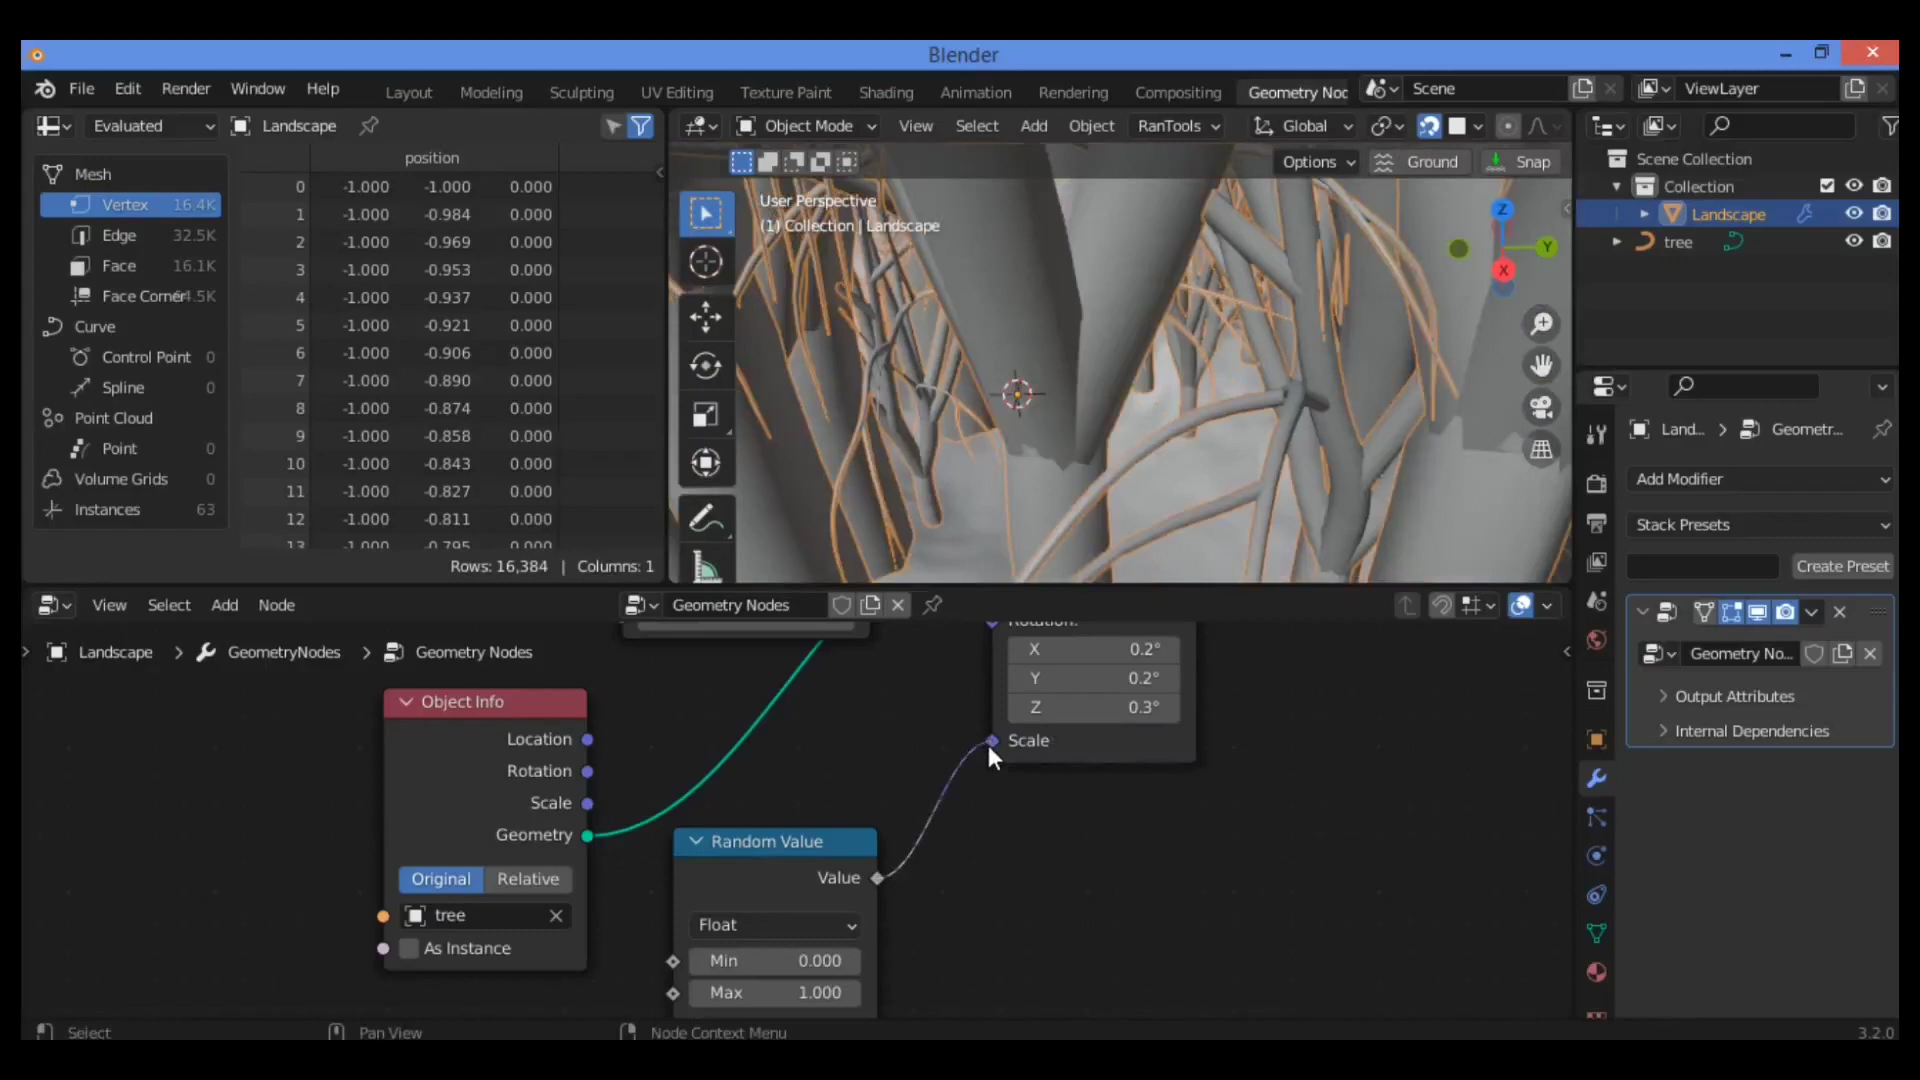 Blender
File Edit Render Window Help Layout Modeling Sculpting UV Editing Texture Paint Shading Animation Rendering Compositing Geometry Noc Scene ViewLayer
Evaluated Landscape Object Mode View Select Add Object RanTools Global
position
Options Ground Snap
Mesh
Vertex 16.4K
Edge 32.5K
Face 16.1K
Face Corner 4.5K
Curve
Control Point 0
Spline 0
Point Cloud
Point 0
Volume Grids 0
Instances 63
0 -1.000 -1.000 0.000
1 -1.000 -0.984 0.000
2 -1.000 -0.969 0.000
3 -1.000 -0.953 0.000
4 -1.000 -0.937 0.000
5 -1.000 -0.921 0.000
6 -1.000 -0.906 0.000
7 -1.000 -0.890 0.000
8 -1.000 -0.874 0.000
9 -1.000 -0.858 0.000
10 -1.000 -0.843 0.000
11 -1.000 -0.827 0.000
12 -1.000 -0.811 0.000
13 -1.000 -0.795 0.000
Rows: 16,384 | Columns: 1
User Perspective
(1) Collection | Landscape
Z
Y
X
Scene Collection
Collection
Landscape
tree
Land... Geometr...
Add Modifier
Stack Presets
Create Preset
Geometry No...
Output Attributes
Internal Dependencies
View Select Add Node Geometry Nodes
Landscape GeometryNodes Geometry Nodes
Rotation:
X 0.2°
Y 0.2°
Z 0.3°
Scale
Object Info
Location
Rotation
Scale
Geometry
Original Relative
tree
As Instance
Random Value
Value
Float
Min 0.000
Max 1.000
Select Pan View Node Context Menu 3.2.0